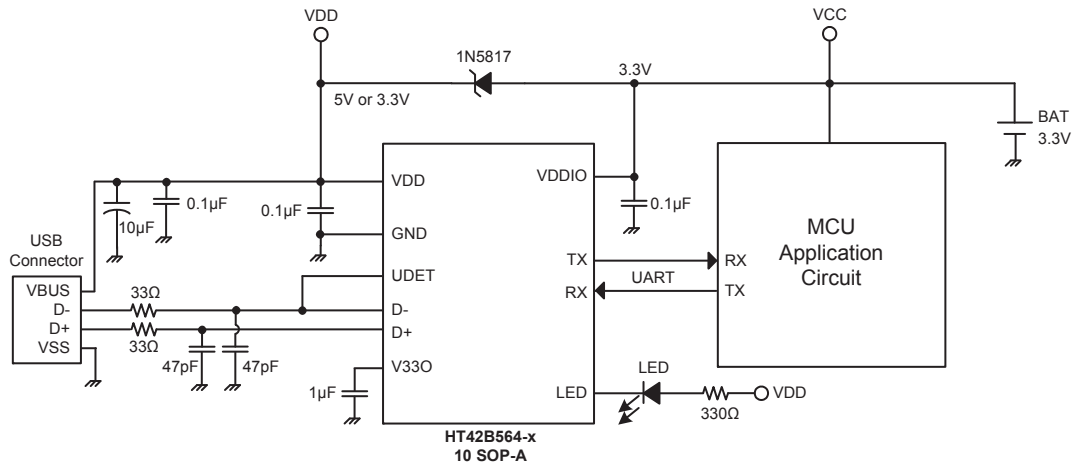 VDD
VCC
1N5817
3.3V
5V or 3.3V
BAT
3.3V
VDD
VDDIO
0.1μF
0.1μF
0.1μF
10μF
GND
MCU
Application
Circuit
USB
Connector
TX
RX
UDET
UART
VBUS
33Ω
RX
TX
D-
D-
D+
D+
33Ω
VSS
47pF
47pF
V33O
LED
1μF
LED
VDD
330Ω
HT42B564-x
10 SOP-A